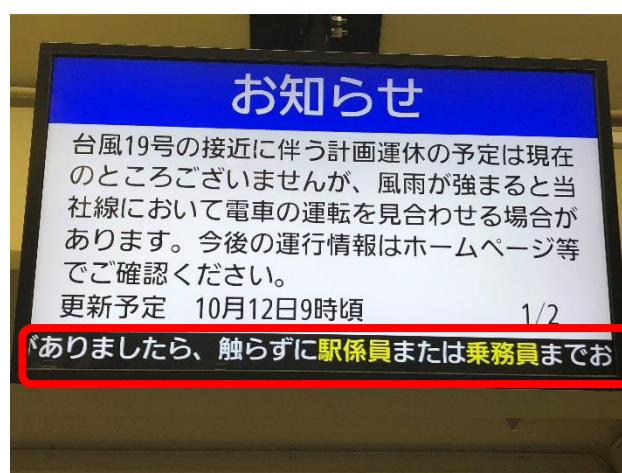 お知らせ
台風19号の接近に伴う計画運休の予定は現在
のところございませんが、風雨が強まると当
社線において電車の運転を見合わせる場合が
あります。今後の運行情報はホームページ等
でご確認ください。
更新予定　10月12日9時頃　1/2
がありましたら、触らずに駅係員または乗務員までお